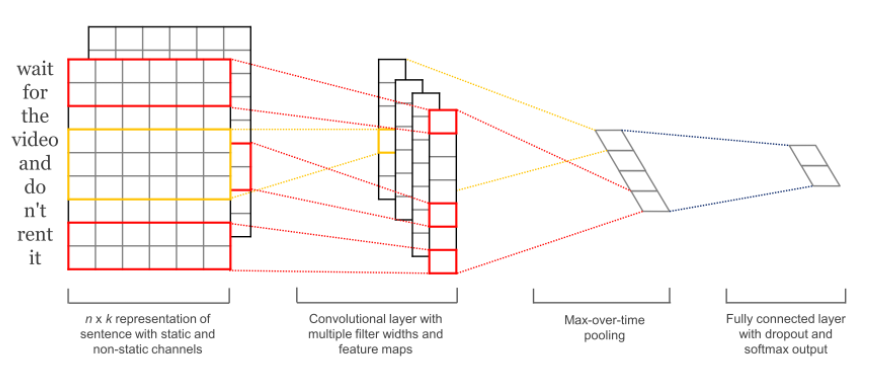 wait
for
the
video
and
do
n't
rent
it
n x k representation of
sentence with static and
non-static channels
Convolutional layer with
multiple filter widths and
feature maps
Max-over-time
pooling
Fully connected layer
with dropout and
softmax output